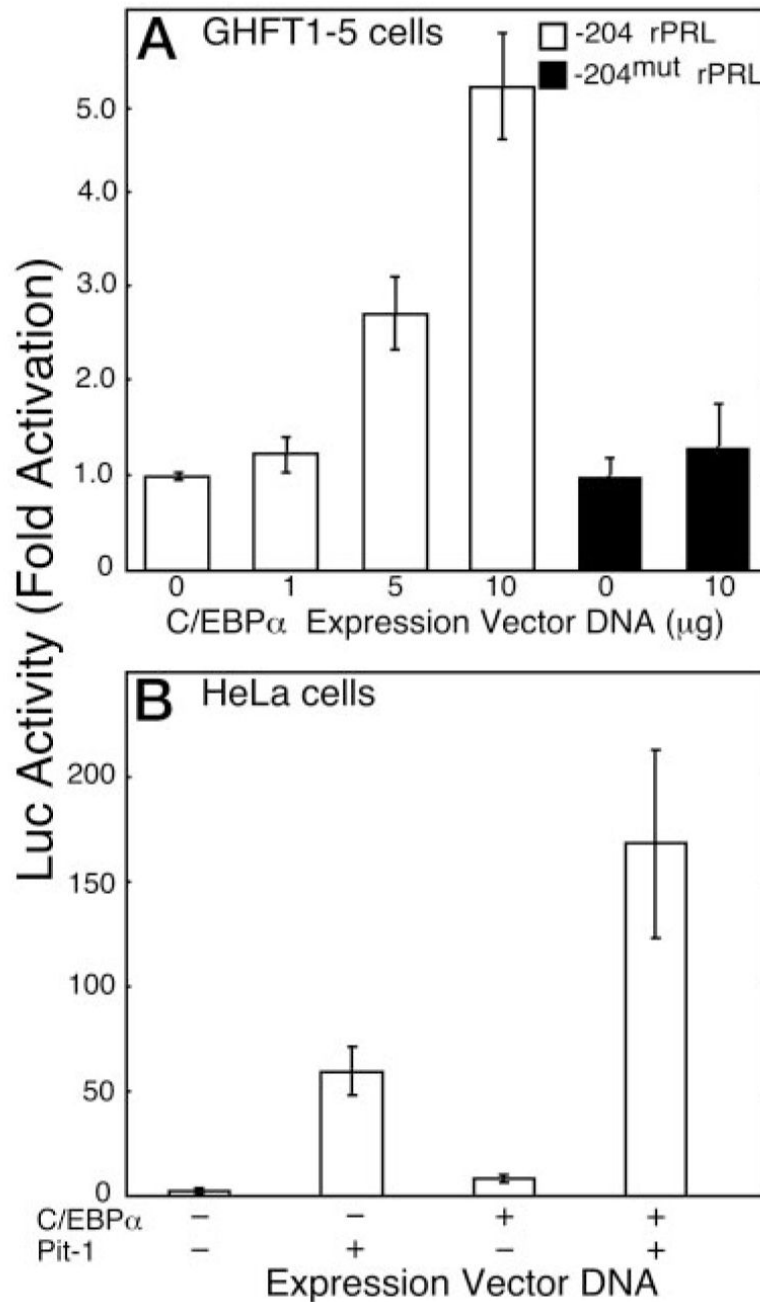 A GHFT1-5 cells
-204 rPRL
-204mut rPRL
5.0
4.0
3.0
2.0
1.0
0
0 1 5 10 0 10
C/EBPα Expression Vector DNA (μg)
Luc Activity (Fold Activation)
B HeLa cells
200
150
100
50
0
C/EBPα − − + +
Pit-1 − + − +
Expression Vector DNA